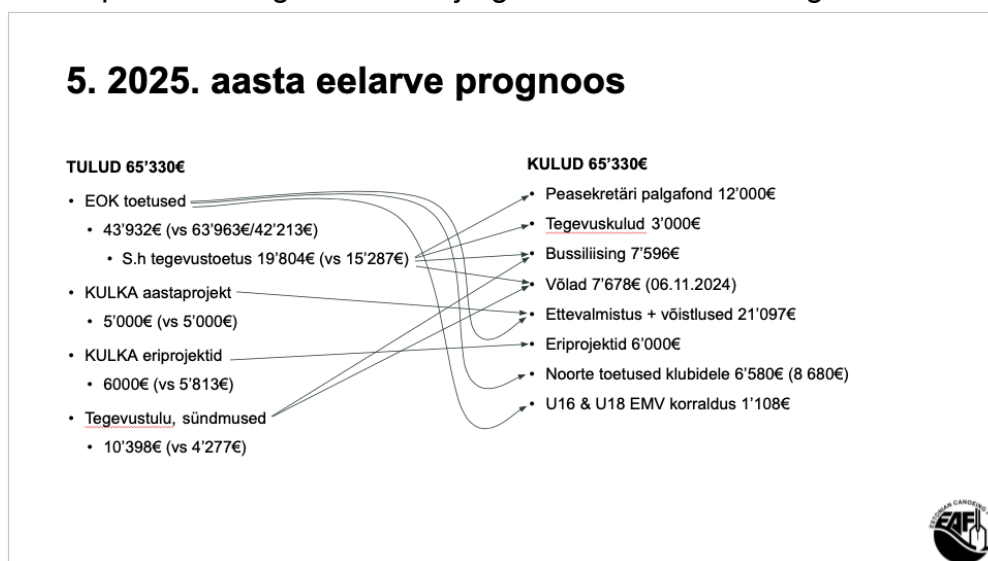 5. 2025. aasta eelarve prognoos
TULUD 65’330€
• EOK toetused
• 43’932€ (vs 63’963€/42’213€)
• S.h tegevustoetus 19’804€ (vs 15’287€)
• KULKA aastaprojekt
• 5’000€ (vs 5’000€)
• KULKA eriprojektid
• 6000€ (vs 5’813€)
• Tegevustulu, sündmused
• 10’398€ (vs 4’277€)
KULUD 65’330€
• Peasekretäri palgafond 12’000€
• Tegevuskulud 3’000€
• Bussiliising 7’596€
• Võlad 7’678€ (06.11.2024)
• Ettevalmistus + võistlused 21’097€
• Eriprojektid 6’000€
• Noorte toetused klubidele 6’580€ (8 680€)
• U16 & U18 EMV korraldus 1’108€
ESTONIAN CANOEING
EAF